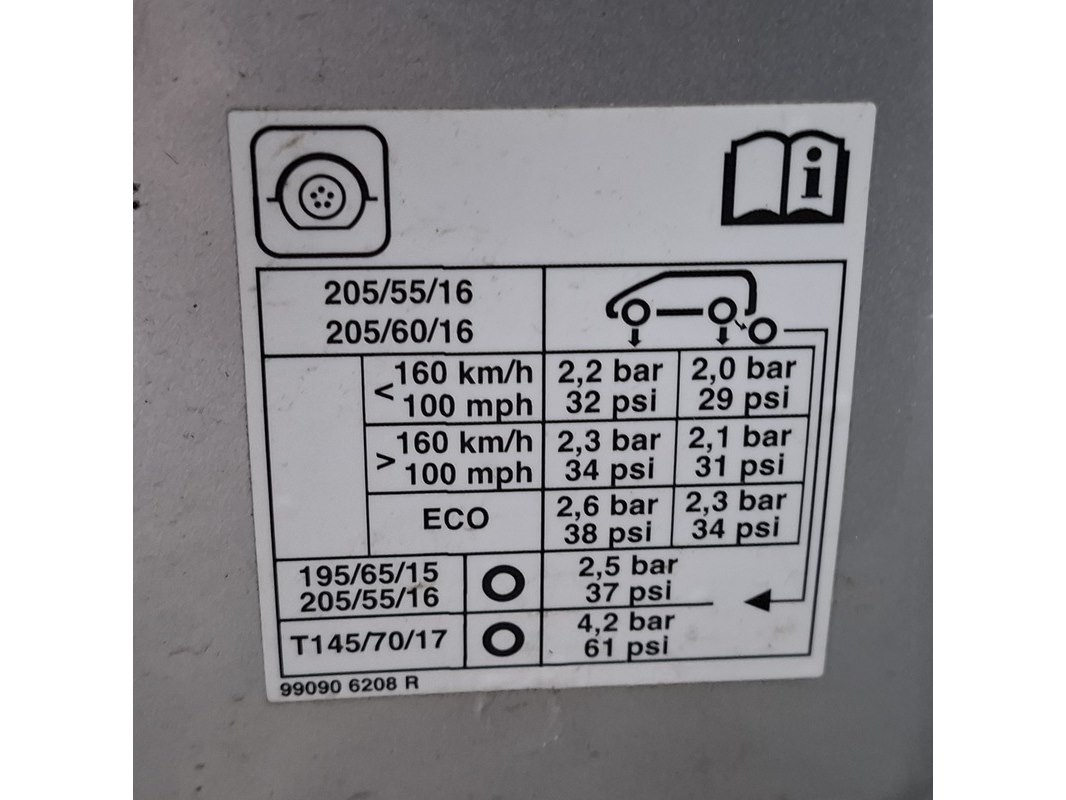 205/55/16
205/60/16
< 160 km/h
100 mph
2,2 bar
32 psi
2,0 bar
29 psi
> 160 km/h
100 mph
2,3 bar
34 psi
2,1 bar
31 psi
ECO
2,6 bar
38 psi
2,3 bar
34 psi
195/65/15
205/55/16
2,5 bar
37 psi
T145/70/17
4,2 bar
61 psi
99090 6208 R